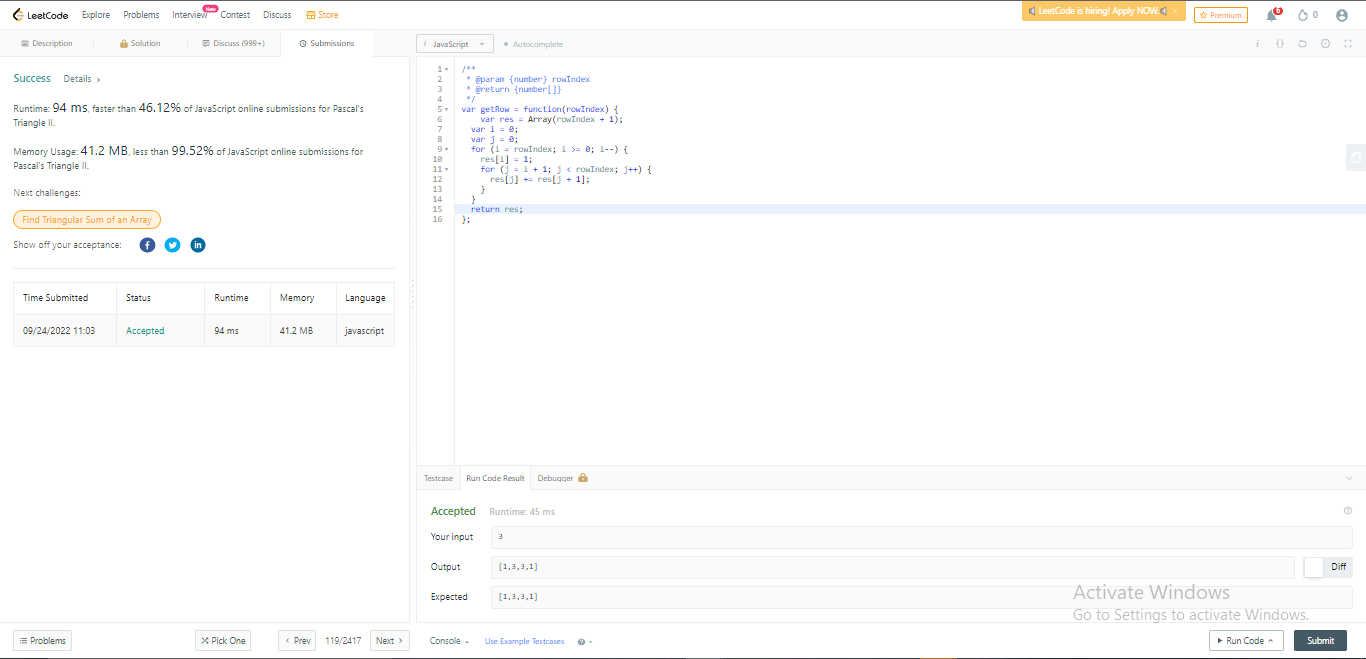 LeetCode Explore Problems Interview New Contest Discuss Store LeetCode is hiring! Apply NOW. Premium 6 0
Description Solution Discuss (999+) Submissions
i JavaScript Autocomplete i {}
Success Details
Runtime: 94 ms, faster than 46.12% of JavaScript online submissions for Pascal's
Triangle II.
Memory Usage: 41.2 MB, less than 99.52% of JavaScript online submissions for
Pascal's Triangle II.
Next challenges:
Find Triangular Sum of an Array
Show off your acceptance:
Time Submitted Status Runtime Memory Language
09/24/2022 11:03 Accepted 94 ms 41.2 MB javascript
1 /**
2 * @param {number} rowIndex
3 * @return {number[]}
4 */
5 var getRow = function(rowIndex) {
6 var res = Array(rowIndex + 1);
7 var i = 0;
8 var j = 0;
9 for (i = rowIndex; i >= 0; i--) {
10 res[i] = 1;
11 for (j = i + 1; j < rowIndex; j++) {
12 res[j] += res[j + 1];
13 }
14 }
15 return res;
16 };
Testcase Run Code Result Debugger
Accepted Runtime: 45 ms
Your input 3
Output [1,3,3,1] Diff
Expected [1,3,3,1]
Activate Windows
Go to Settings to activate Windows.
Problems Pick One Prev 119/2417 Next Console Use Example Testcases Run Code Submit